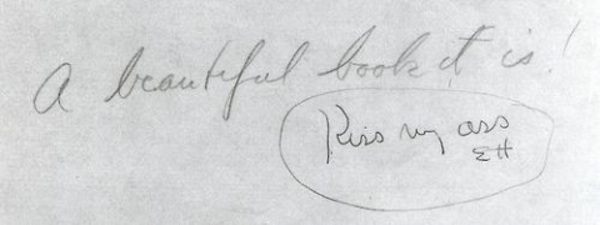 A beautiful book it is!
Kiss my ass
EH